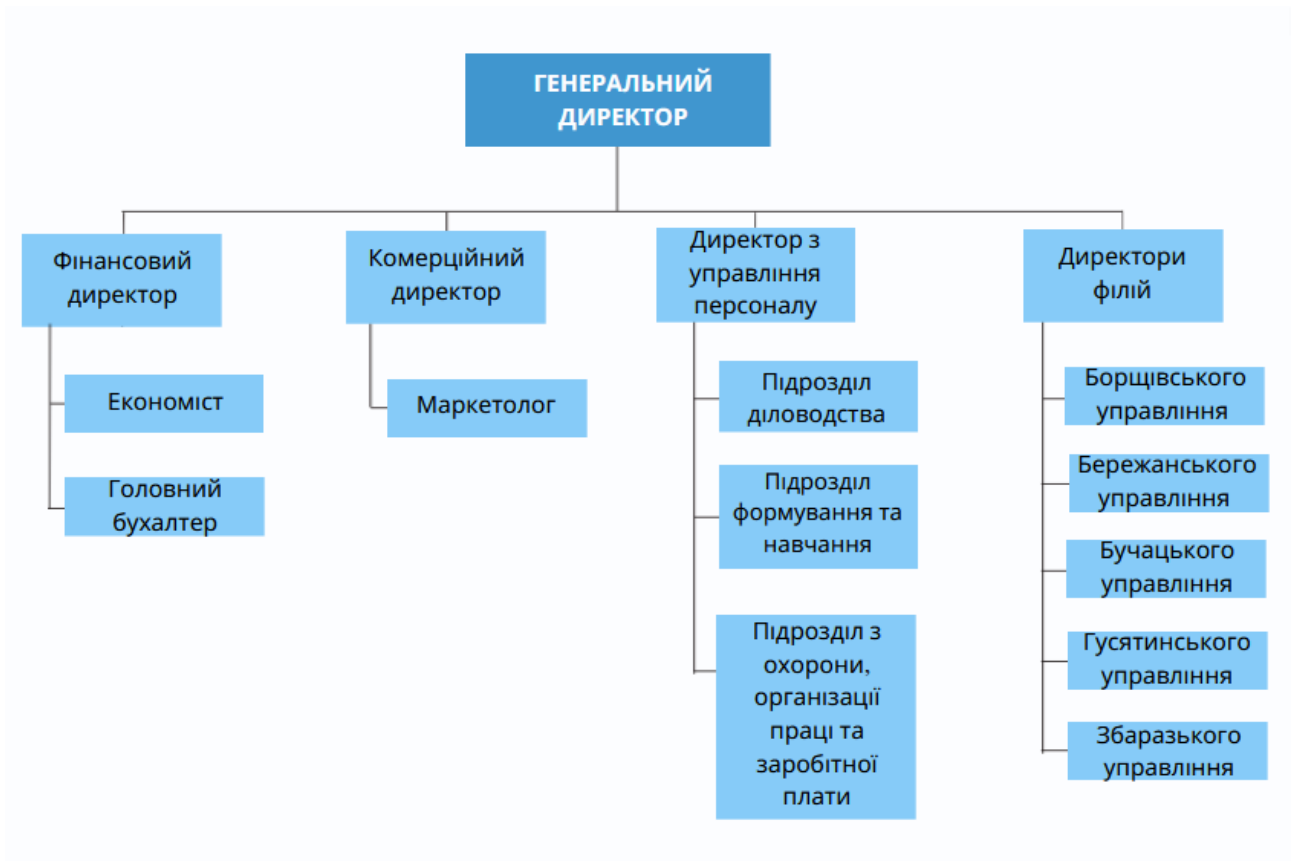 ГЕНЕРАЛЬНИЙ
ДИРЕКТОР
Фінансовий
директор
Економіст
Головний
бухалтер
Комерційний
директор
Маркетолог
Директор з
управління
персоналу
Підрозділ
діловодства
Підрозділ
формування та
навчання
Підрозділ з
охорони,
організації
праці та
заробітної
плати
Директори
філій
Борщівського
управління
Бережанського
управління
Бучацького
управління
Гусятинського
управління
Збаразького
управління